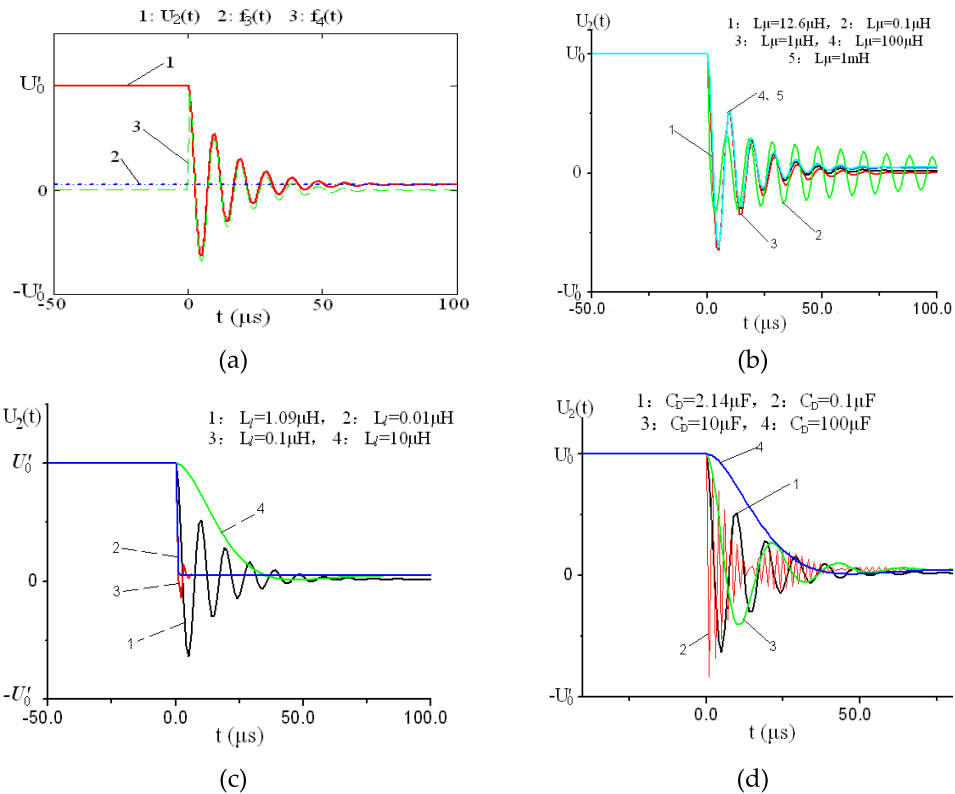 1: U₂(t) 2: f₃(t) 3: f₄(t)
1
U'₀
3
2
0
-U'₀
-50
0
50
100
t (μs)
(a)
U₂(t)
1: Lμ=12.6μH, 2: Lμ=0.1μH
3: Lμ=1μH, 4: Lμ=100μH
5: Lμ=1mH
U'₀
4、5
1
0
3
2
-U'₀
-50.0
0.0
50.0
100.0
t (μs)
(b)
U₂(t)
1: Lₗ=1.09μH, 2: Lₗ=0.01μH
3: Lₗ=0.1μH, 4: Lₗ=10μH
U'₀
4
2
0
3
1
-U'₀
-50.0
0.0
50.0
100.0
t (μs)
(c)
1: C_D=2.14μF, 2: C_D=0.1μF
U₂(t)
3: C_D=10μF, 4: C_D=100μF
4
U'₀
1
0
2
3
-U'₀
0.0
50.0
t (μs)
(d)